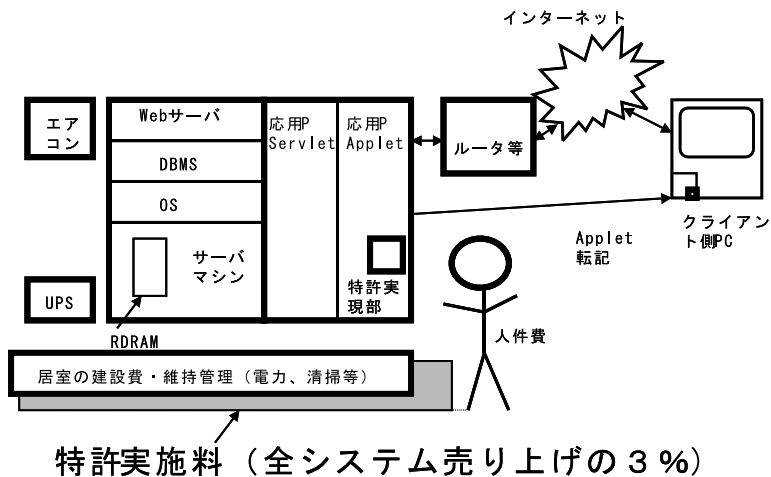 インターネット
エア
コン
Webサーバ
DBMS
OS
サーバ
マシン
応用P
Servlet
応用P
Applet
特許実
現部
ルータ等
クライアン
ト側PC
Applet
転記
UPS
RDRAM
人件費
居室の建設費・維持管理（電力、清掃等）
特許実施料（全システム売り上げの３％）